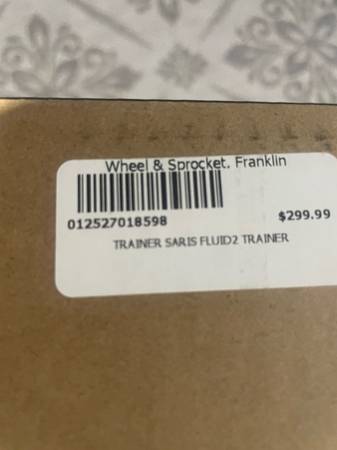 Wheel & Sprocket. Franklin
012527018598 $299.99
TRAINER SARIS FLUID2 TRAINER